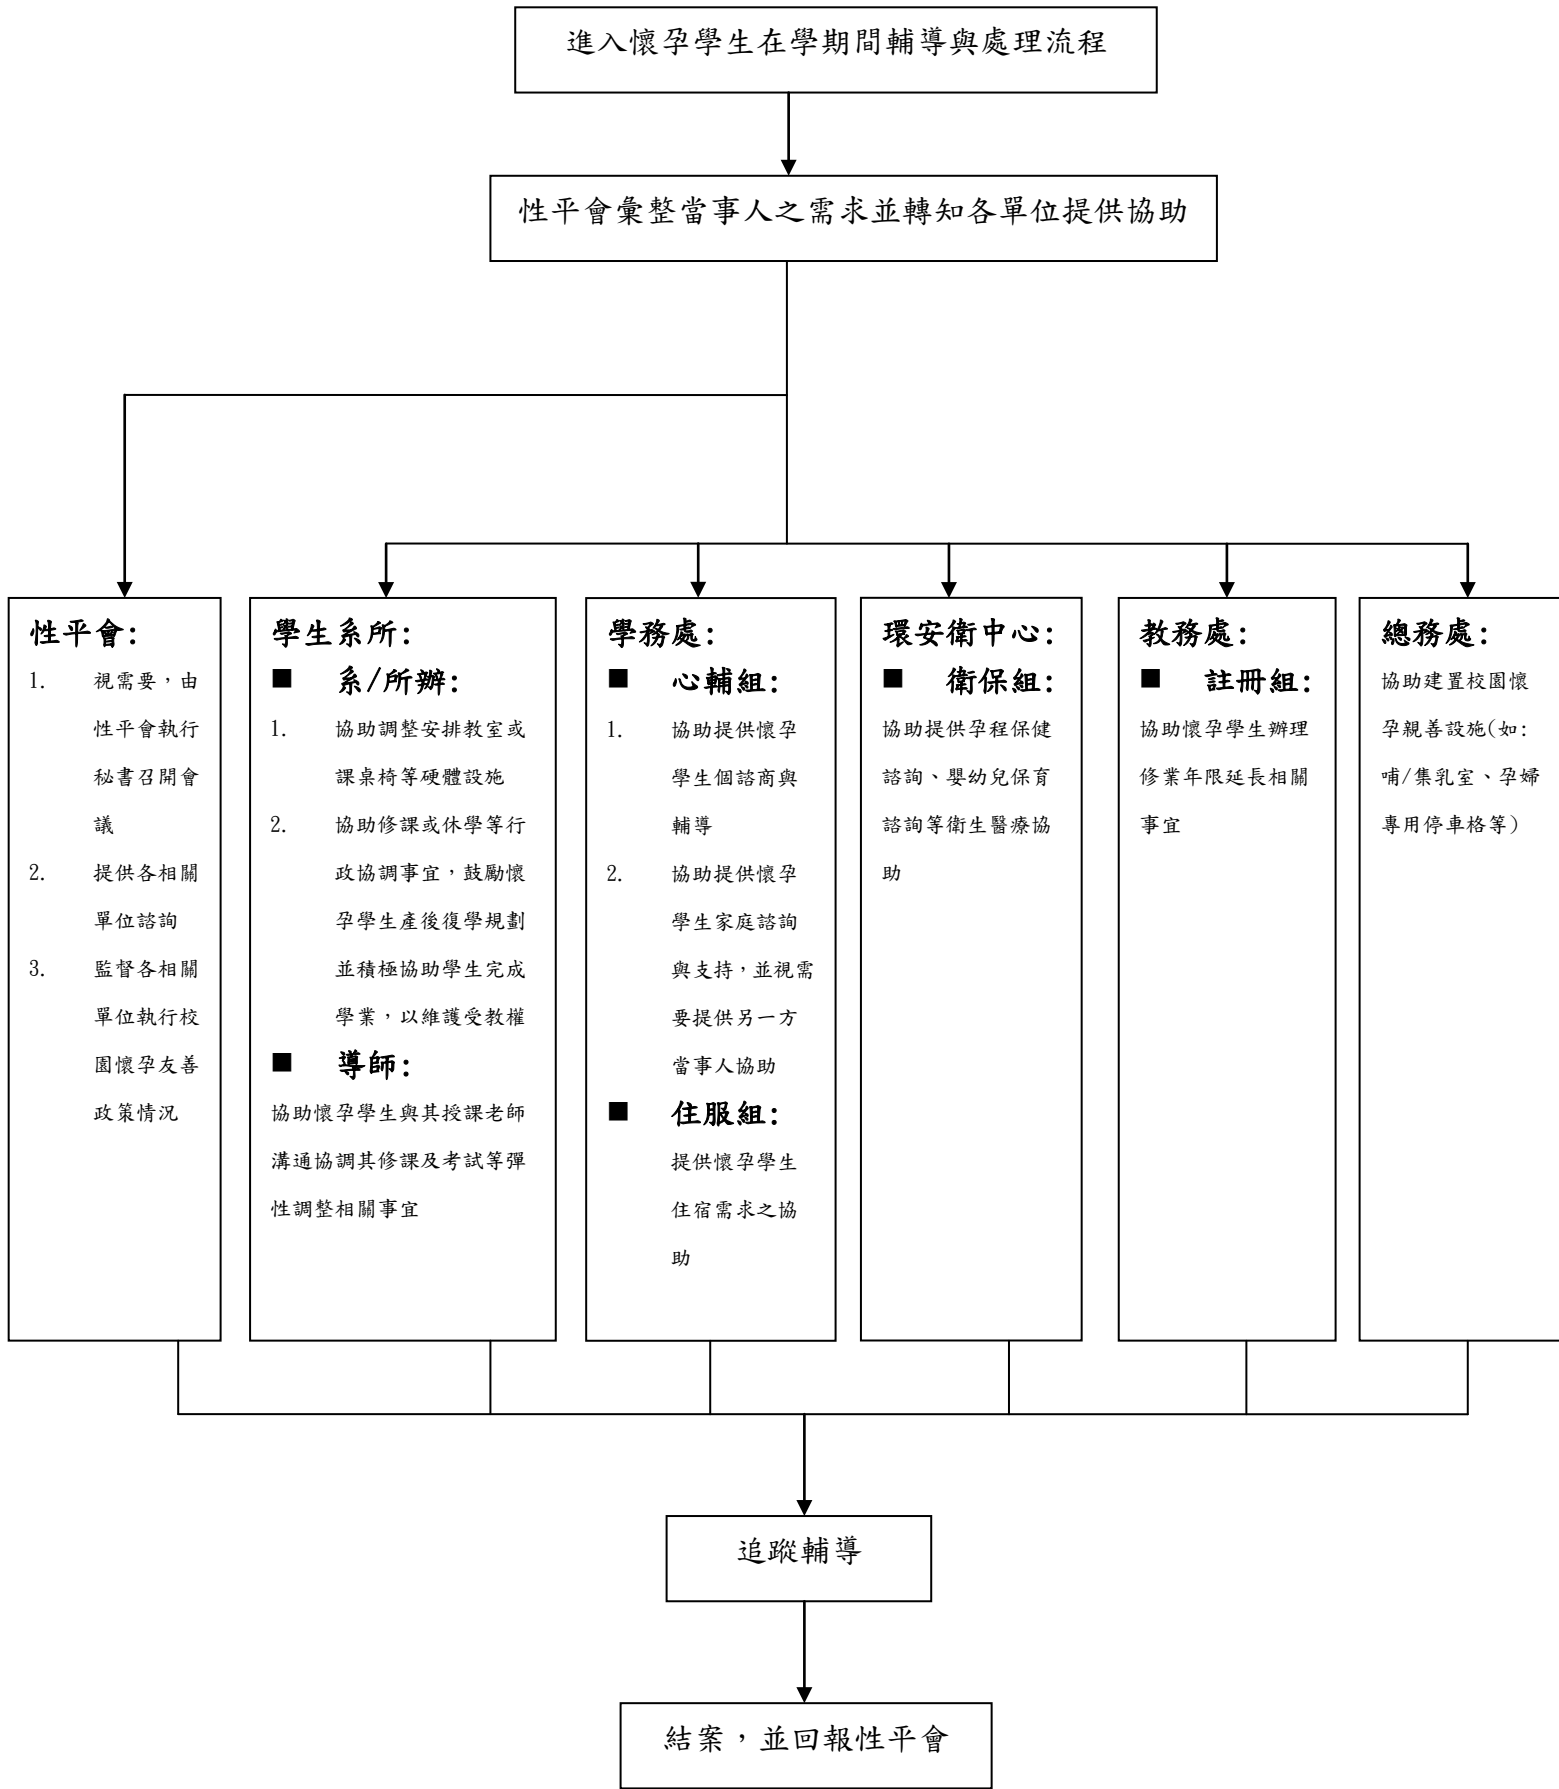 進入懷孕學生在學期間輔導與處理流程
性平會彙整當事人之需求並轉知各單位提供協助
性平會:
1. 視需要，由
性平會執行
秘書召開會
議
2. 提供各相關
單位諮詢
3. 監督各相關
單位執行校
園懷孕友善
政策情況
學生系所:
■ 系/所辦:
1. 協助調整安排教室或
課桌椅等硬體設施
2. 協助修課或休學等行
政協調事宜，鼓勵懷
孕學生產後復學規劃
並積極協助學生完成
學業，以維護受教權
■ 導師:
協助懷孕學生與其授課老師
溝通協調其修課及考試等彈
性調整相關事宜
學務處:
■ 心輔組:
1. 協助提供懷孕
學生個諮商與
輔導
2. 協助提供懷孕
學生家庭諮詢
與支持，並視需
要提供另一方
當事人協助
■ 住服組:
提供懷孕學生
住宿需求之協
助
環安衛中心:
■ 衛保組:
協助提供孕程保健
諮詢、嬰幼兒保育
諮詢等衛生醫療協
助
教務處:
■ 註冊組:
協助懷孕學生辦理
修業年限延長相關
事宜
總務處:
協助建置校園懷
孕親善設施(如:
哺/集乳室、孕婦
專用停車格等)
追蹤輔導
結案，並回報性平會